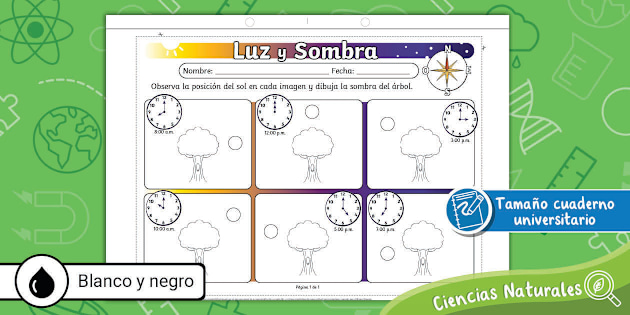 Luz y Sombra
N
Nombre: Fecha:
Observa la posición del sol en cada imagen y dibuja la sombra del árbol.
8:00 a.m.
12:00 a.m.
3:00 p.m.
10:00 a.m.
5:00 p.m.
7:00 p.m.
Página 1 de 1
Tamaño cuaderno
universitario
Blanco y negro
Ciencias Naturales